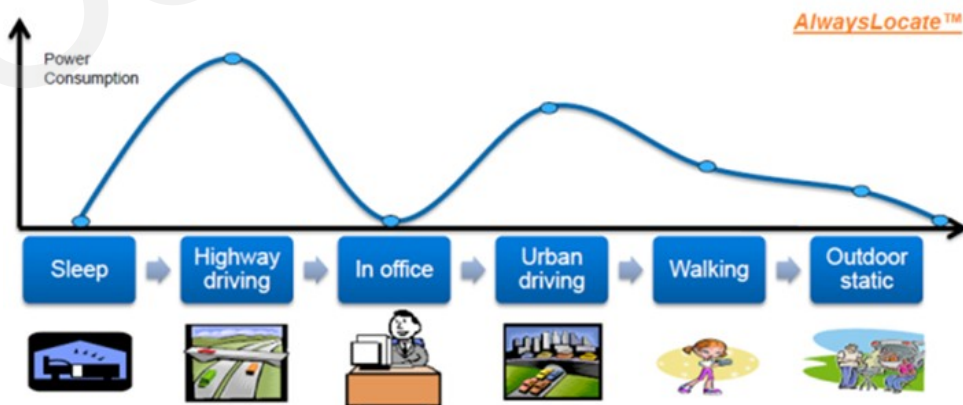 AlwaysLocate™
Power
Consumption
Sleep
Highway
driving
In office
Urban
driving
Walking
Outdoor
static